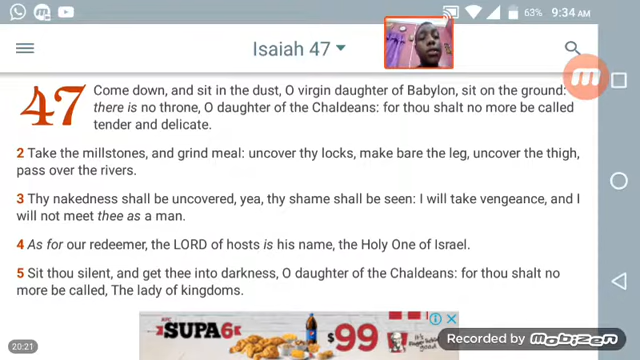 63% 9:34 AM
Isaiah 47
47 Come down, and sit in the dust, O virgin daughter of Babylon, sit on the ground:
there is no throne, O daughter of the Chaldeans: for thou shalt no more be called
tender and delicate.
2 Take the millstones, and grind meal: uncover thy locks, make bare the leg, uncover the thigh,
pass over the rivers.
3 Thy nakedness shall be uncovered, yea, thy shame shall be seen: I will take vengeance, and I
will not meet thee as a man.
4 As for our redeemer, the LORD of hosts is his name, the Holy One of Israel.
5 Sit thou silent, and get thee into darkness, O daughter of the Chaldeans: for thou shalt no
more be called, The lady of kingdoms.
SUPA6
$99
KFC
20:21
Recorded by mobizen